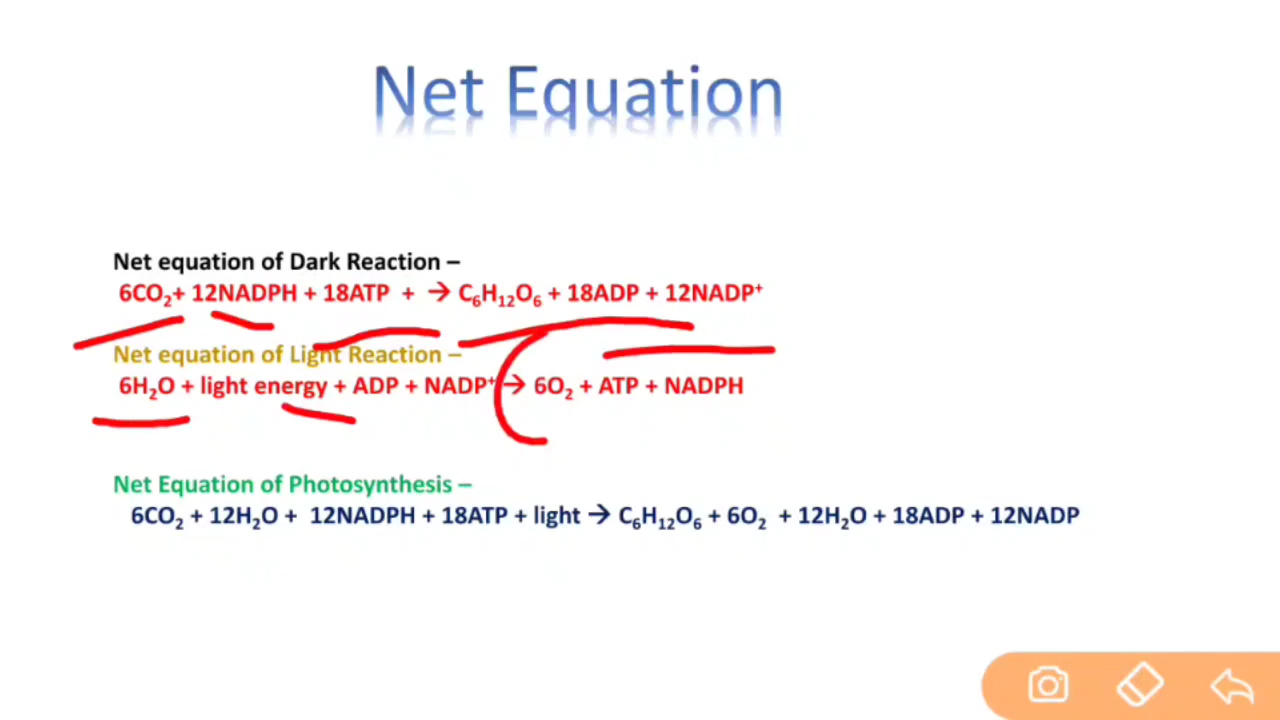 Net Equation
Net equation of Dark Reaction –
6CO₂+ 12NADPH + 18ATP + → C₆H₁₂O₆ + 18ADP + 12NADP⁺
Net equation of Light Reaction –
6H₂O + light energy + ADP + NADP⁺ → 6O₂ + ATP + NADPH
Net Equation of Photosynthesis –
6CO₂ + 12H₂O + 12NADPH + 18ATP + light → C₆H₁₂O₆ + 6O₂ + 12H₂O + 18ADP + 12NADP